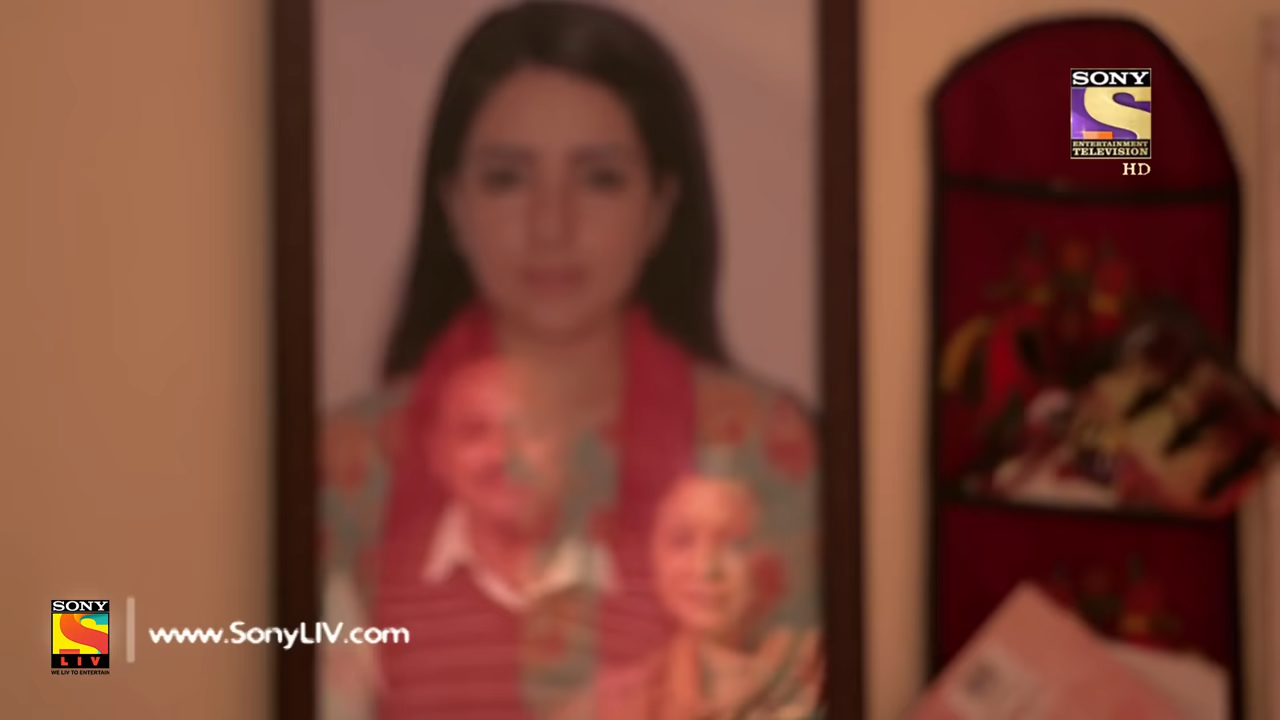 SONY
ENTERTAINMENT
TELEVISION
HD
SONY
LIV
WE LIV TO ENTERTAIN
www.SonyLIV.com